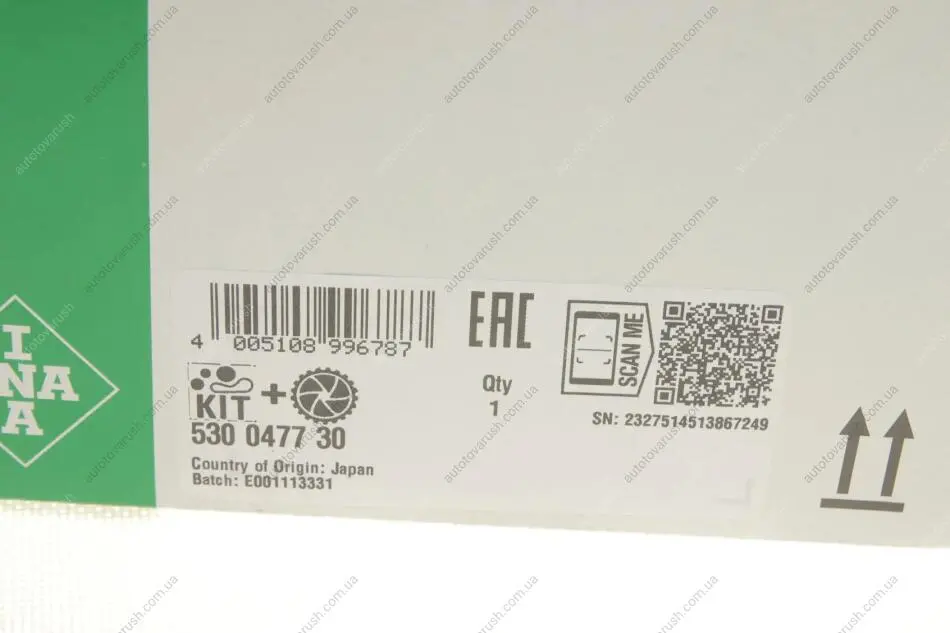 I
NA
A
4 005108 996787
EAC
SCAN ME
KIT +
Qty
1
530 0477 30
SN: 2327514513867249
Country of Origin: Japan
Batch: E001113331
autotovarush.com.ua